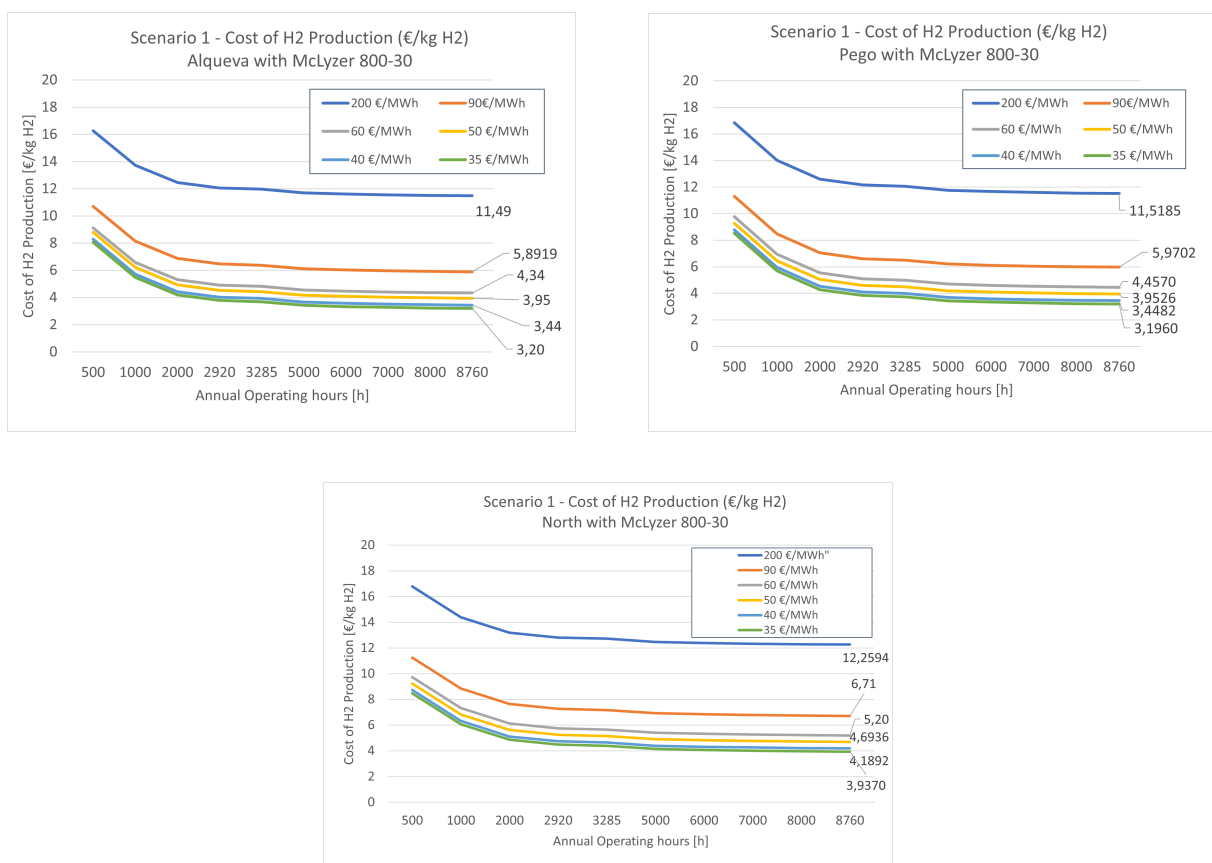 Scenario 1 - Cost of H2 Production (€/kg H2)
Alqueva with McLyzer 800-30
Cost of H2 Production [€/kg H2]
20
18
16
14
12
10
8
6
4
2
0
200 €/MWh 90€/MWh
60 €/MWh 50 €/MWh
40 €/MWh 35 €/MWh
11,49
5,8919
4,34
3,95
3,44
3,20
500 1000 2000 2920 3285 5000 6000 7000 8000 8760
Annual Operating hours [h]
Scenario 1 - Cost of H2 Production (€/kg H2)
Pego with McLyzer 800-30
Cost of H2 Production [€/kg H2]
20
18
16
14
12
10
8
6
4
2
0
200 €/MWh 90€/MWh
60 €/MWh 50 €/MWh
40 €/MWh 35 €/MWh
11,5185
5,9702
4,4570
3,9526
3,4482
3,1960
500 1000 2000 2920 3285 5000 6000 7000 8000 8760
Annual Operating hours [h]
Scenario 1 - Cost of H2 Production (€/kg H2)
North with McLyzer 800-30
Cost of H2 Production [€/kg H2]
20
18
16
14
12
10
8
6
4
2
0
200 €/MWh"
90 €/MWh
60 €/MWh
50 €/MWh
40 €/MWh
35 €/MWh
12,2594
6,71
5,20
4,6936
4,1892
3,9370
500 1000 2000 2920 3285 5000 6000 7000 8000 8760
Annual Operating hours [h]